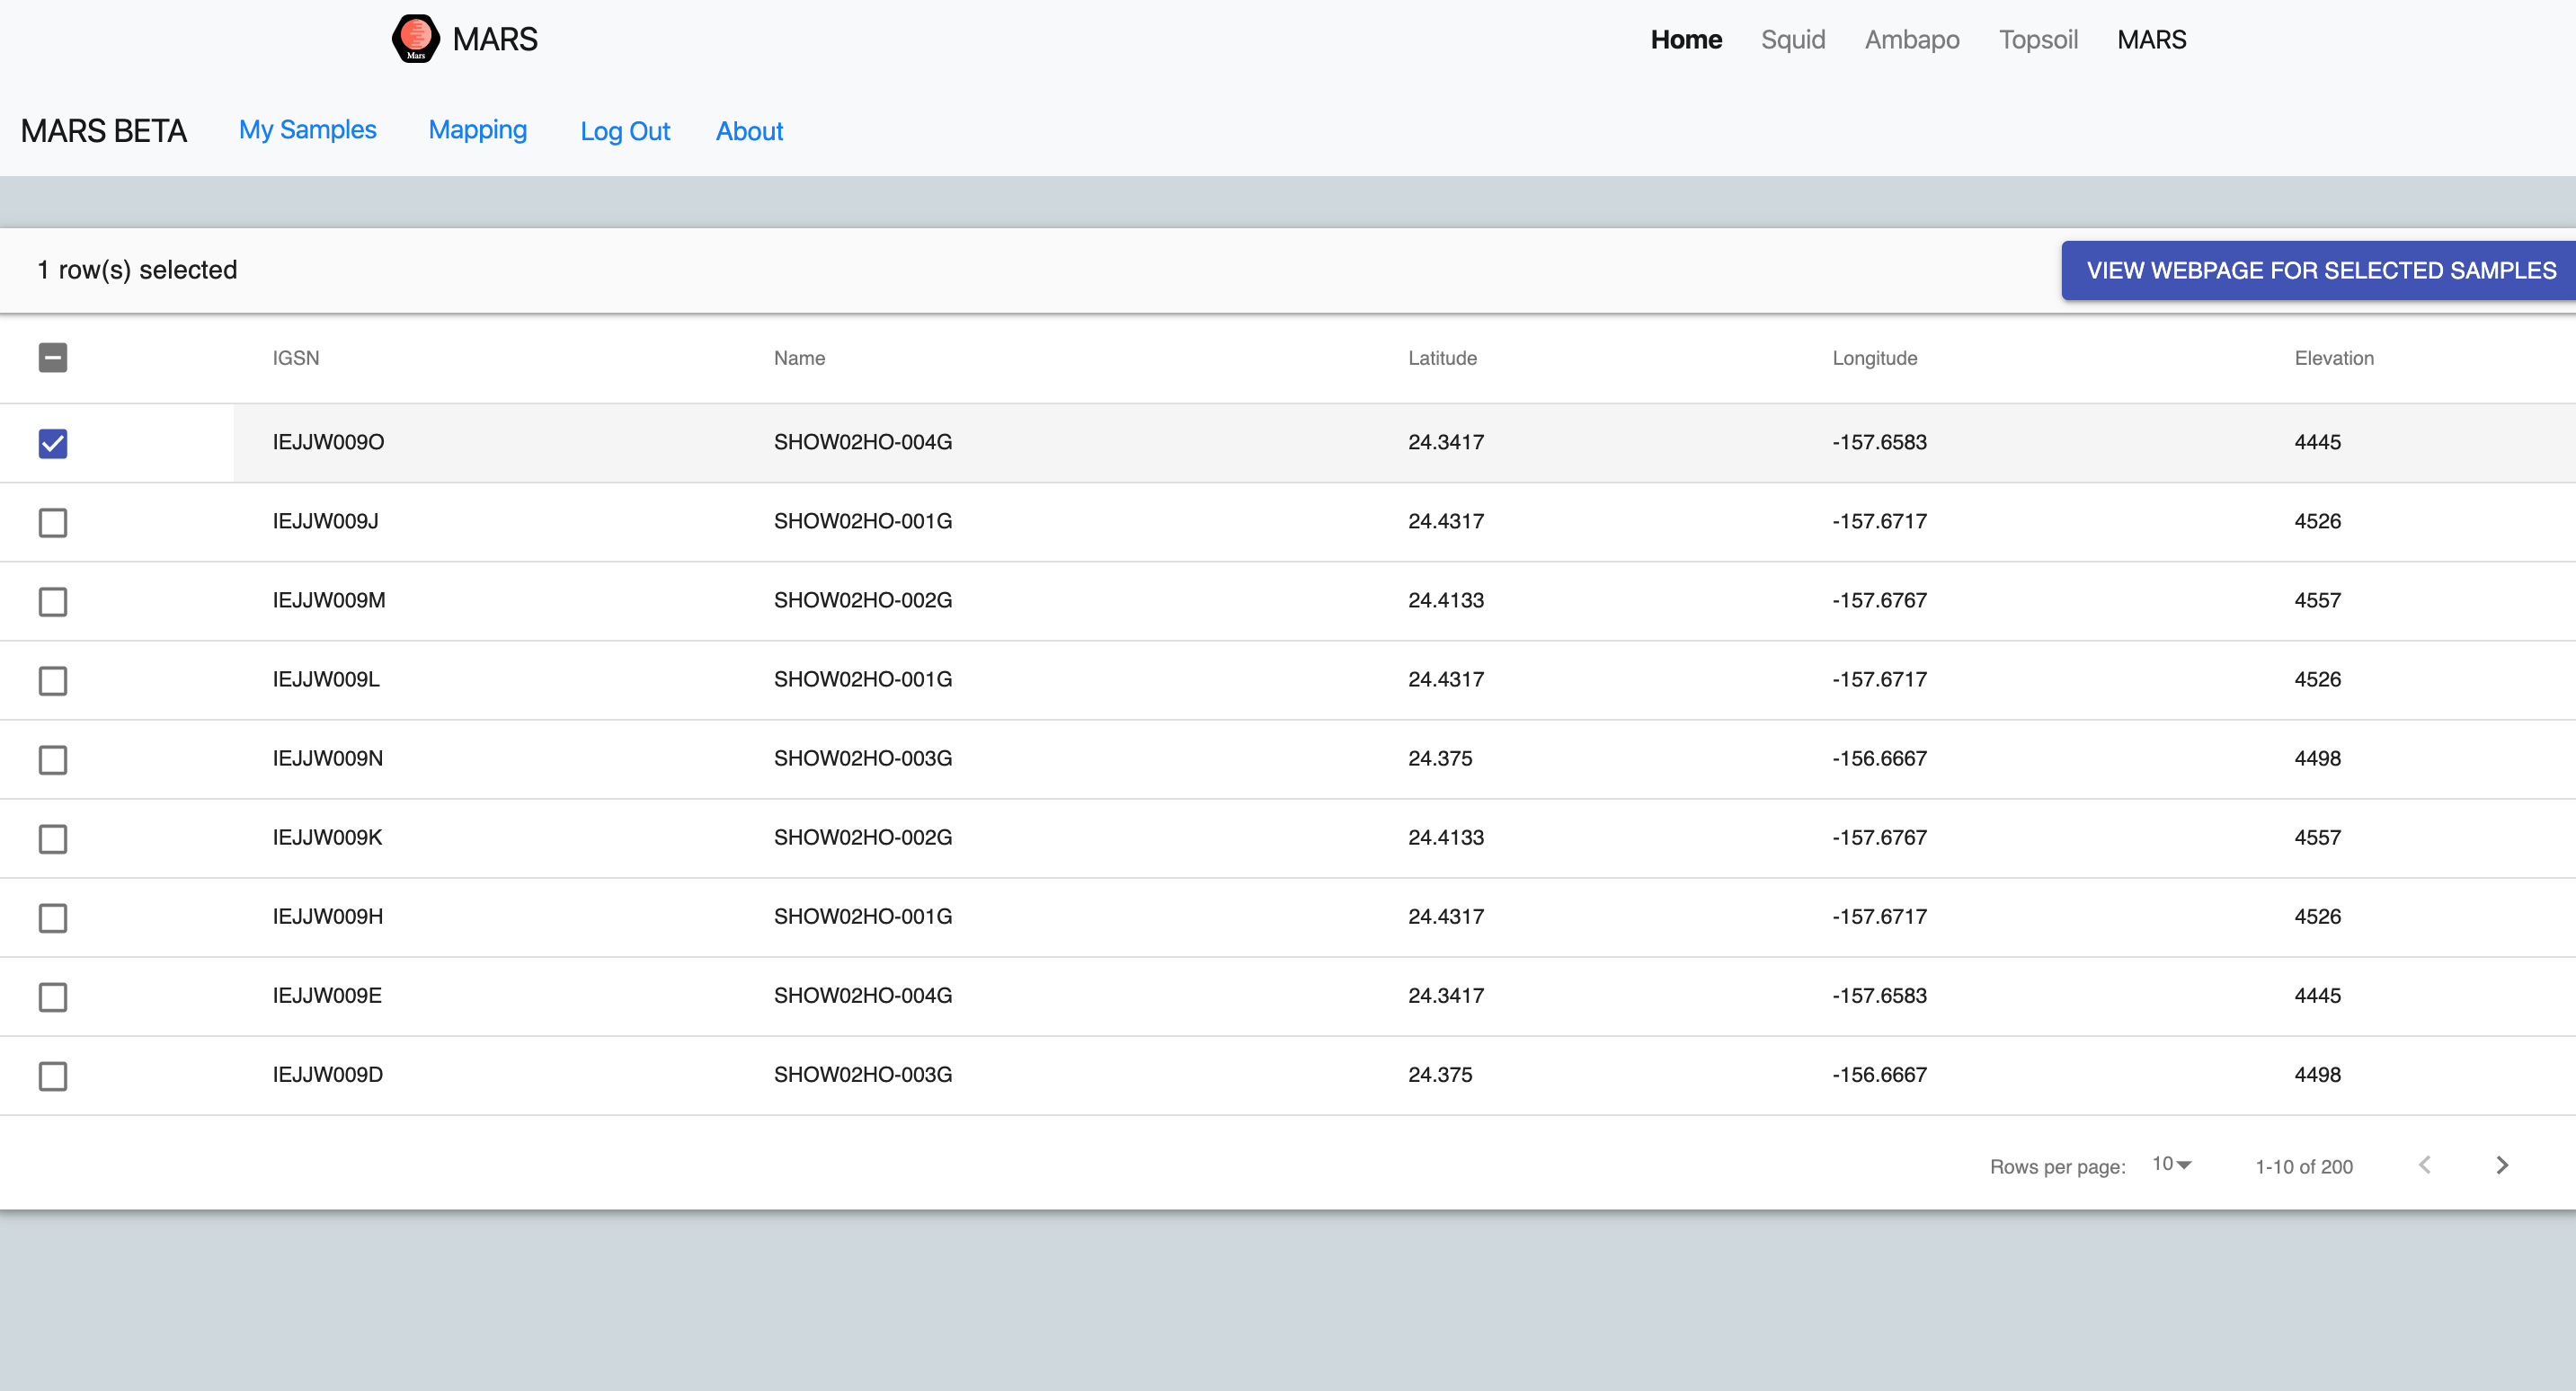 Mars MARS Home Squid Ambapo Topsoil MARS
MARS BETA My Samples Mapping Log Out About
1 row(s) selected VIEW WEBPAGE FOR SELECTED SAMPLES
IGSN Name Latitude Longitude Elevation
IEJJW009O SHOW02HO-004G 24.3417 -157.6583 4445
IEJJW009J SHOW02HO-001G 24.4317 -157.6717 4526
IEJJW009M SHOW02HO-002G 24.4133 -157.6767 4557
IEJJW009L SHOW02HO-001G 24.4317 -157.6717 4526
IEJJW009N SHOW02HO-003G 24.375 -156.6667 4498
IEJJW009K SHOW02HO-002G 24.4133 -157.6767 4557
IEJJW009H SHOW02HO-001G 24.4317 -157.6717 4526
IEJJW009E SHOW02HO-004G 24.3417 -157.6583 4445
IEJJW009D SHOW02HO-003G 24.375 -156.6667 4498
Rows per page: 10 1-10 of 200